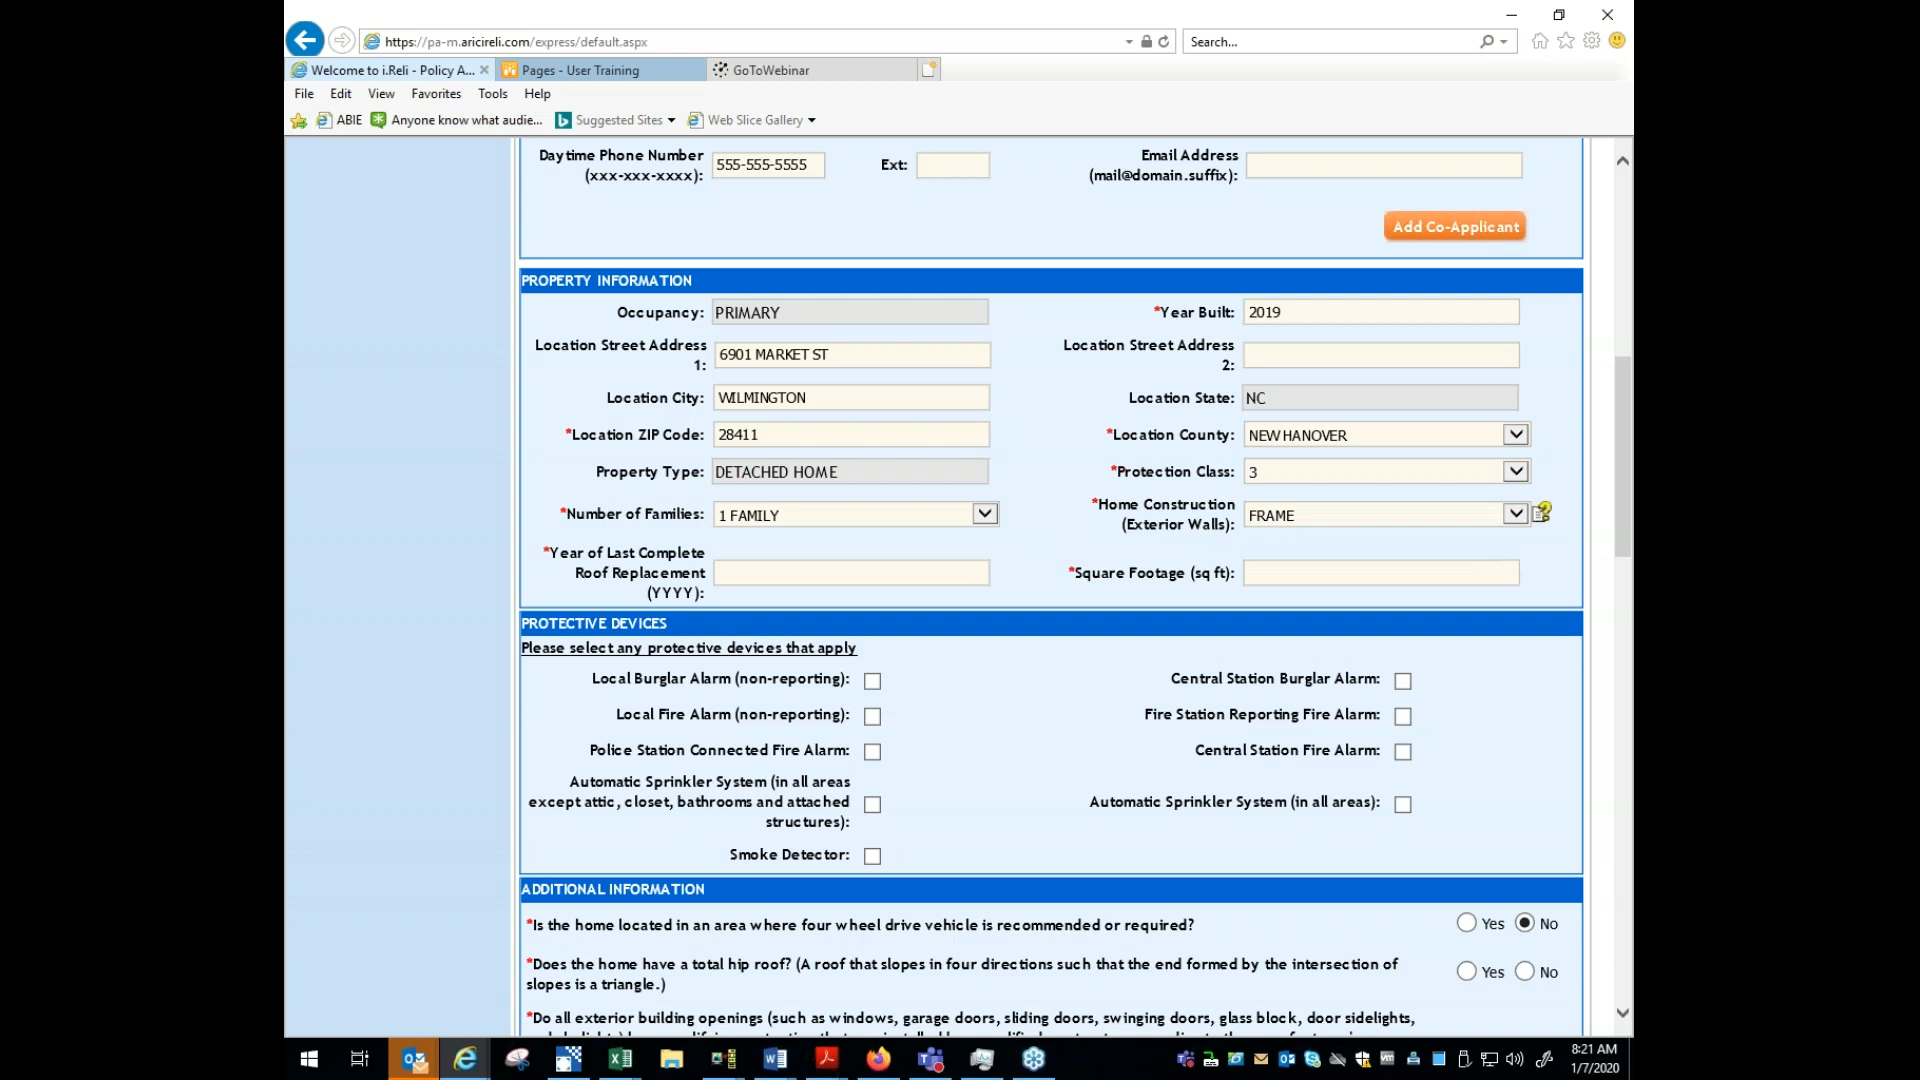 https://pa-m.aricireli.com/express/default.aspx
Search...
Welcome to i.Reli - Policy A...
Pages - User Training
GoToWebinar
File Edit View Favorites Tools Help
ABIE
Anyone know what audie...
Suggested Sites
Web Slice Gallery
Daytime Phone Number
(xxx-xxx-xxxx):
555-555-5555
Ext:
Email Address
(mail@domain.suffix):
Add Co-Applicant
PROPERTY INFORMATION
Occupancy: PRIMARY
*Year Built: 2019
Location Street Address
1:
6901 MARKET ST
Location Street Address
2:
Location City: WILMINGTON
Location State: NC
*Location ZIP Code: 28411
*Location County: NEW HANOVER
Property Type: DETACHED HOME
*Protection Class: 3
*Number of Families: 1 FAMILY
*Home Construction
(Exterior Walls):
FRAME
*Year of Last Complete
Roof Replacement
(YYYY):
*Square Footage (sq ft):
PROTECTIVE DEVICES
Please select any protective devices that apply
Local Burglar Alarm (non-reporting):
Central Station Burglar Alarm:
Local Fire Alarm (non-reporting):
Fire Station Reporting Fire Alarm:
Police Station Connected Fire Alarm:
Central Station Fire Alarm:
Automatic Sprinkler System (in all areas
except attic, closet, bathrooms and attached
structures):
Automatic Sprinkler System (in all areas):
Smoke Detector:
ADDITIONAL INFORMATION
*Is the home located in an area where four wheel drive vehicle is recommended or required?
Yes No
*Does the home have a total hip roof? (A roof that slopes in four directions such that the end formed by the intersection of
slopes is a triangle.)
Yes No
*Do all exterior building openings (such as windows, garage doors, sliding doors, swinging doors, glass block, door sidelights,
8:21 AM
1/7/2020